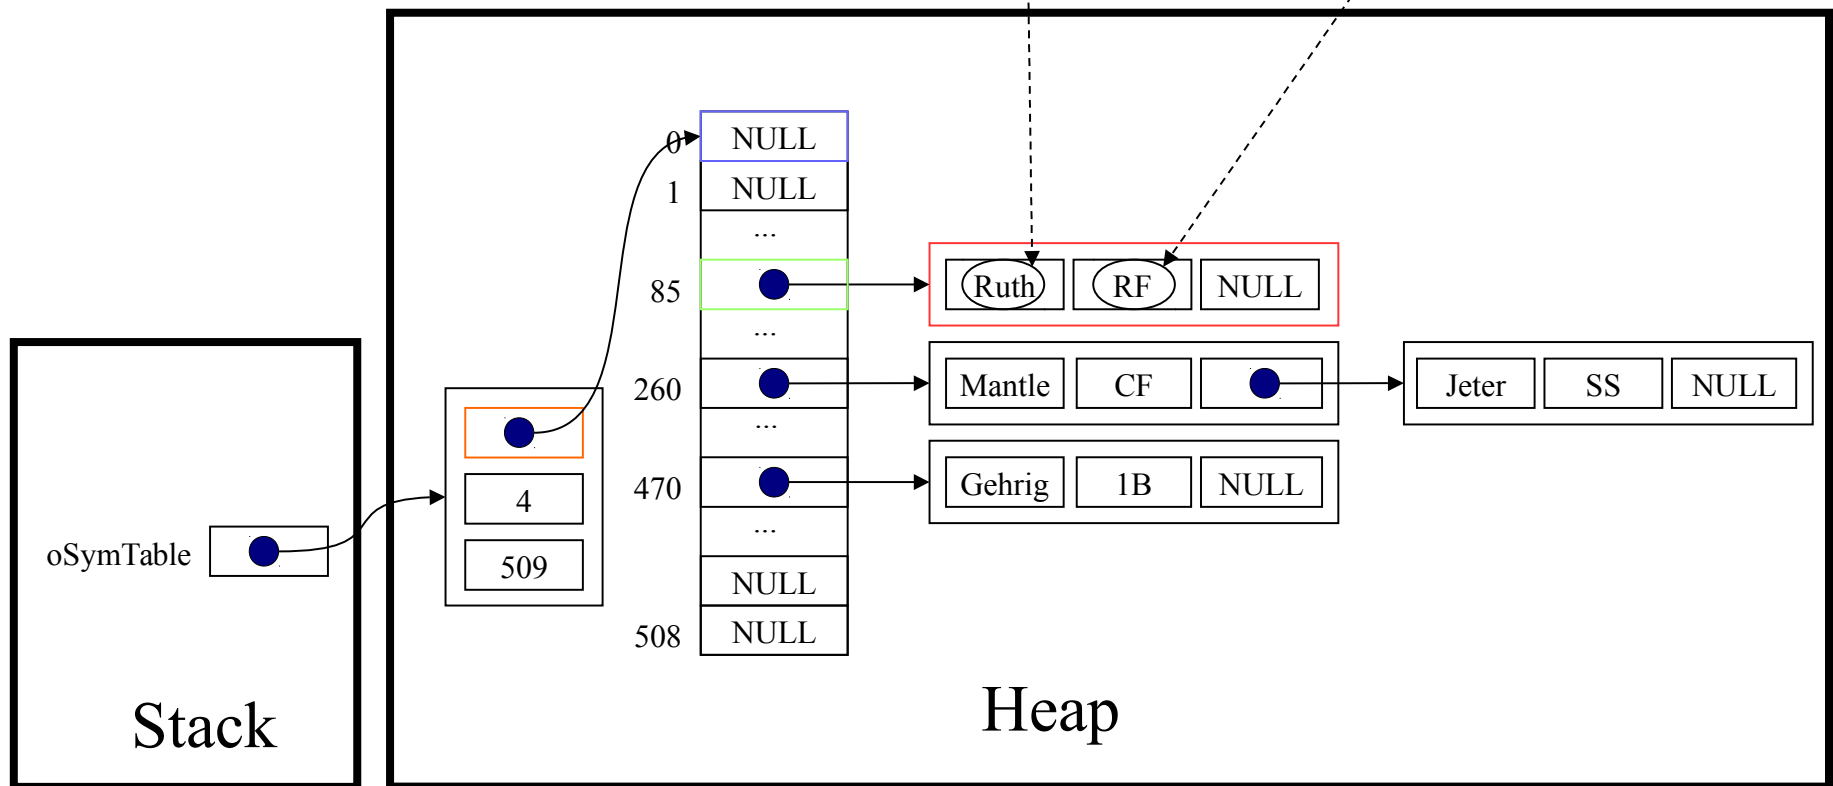 0 NULL
1 NULL
...
85 Ruth RF NULL
...
260 Mantle CF Jeter SS NULL
...
4
470 Gehrig 1B NULL
...
oSymTable
509
NULL
508 NULL
Stack
Heap